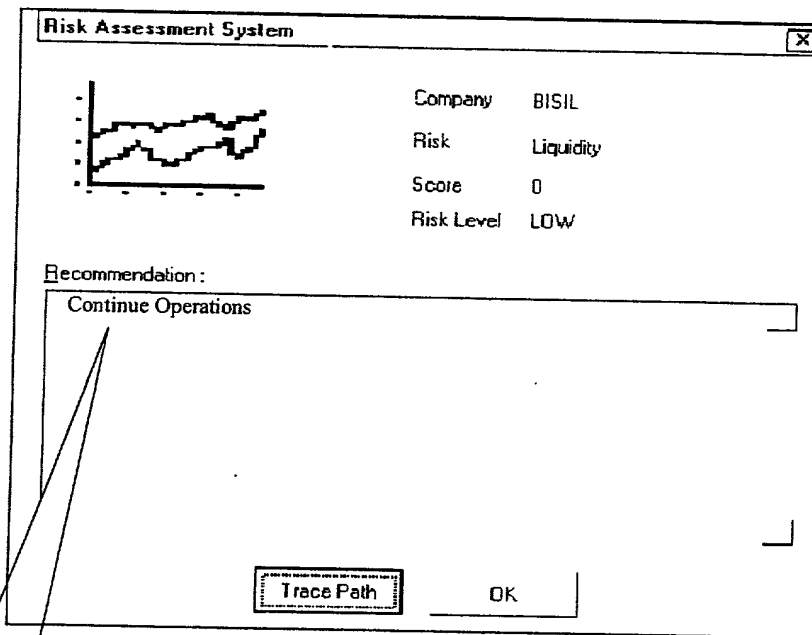 Risk Assessment System
Company BISIL
Risk Liquidity
Score 0
Risk Level LOW
Recommendation :
Continue Operations
Trace Path OK